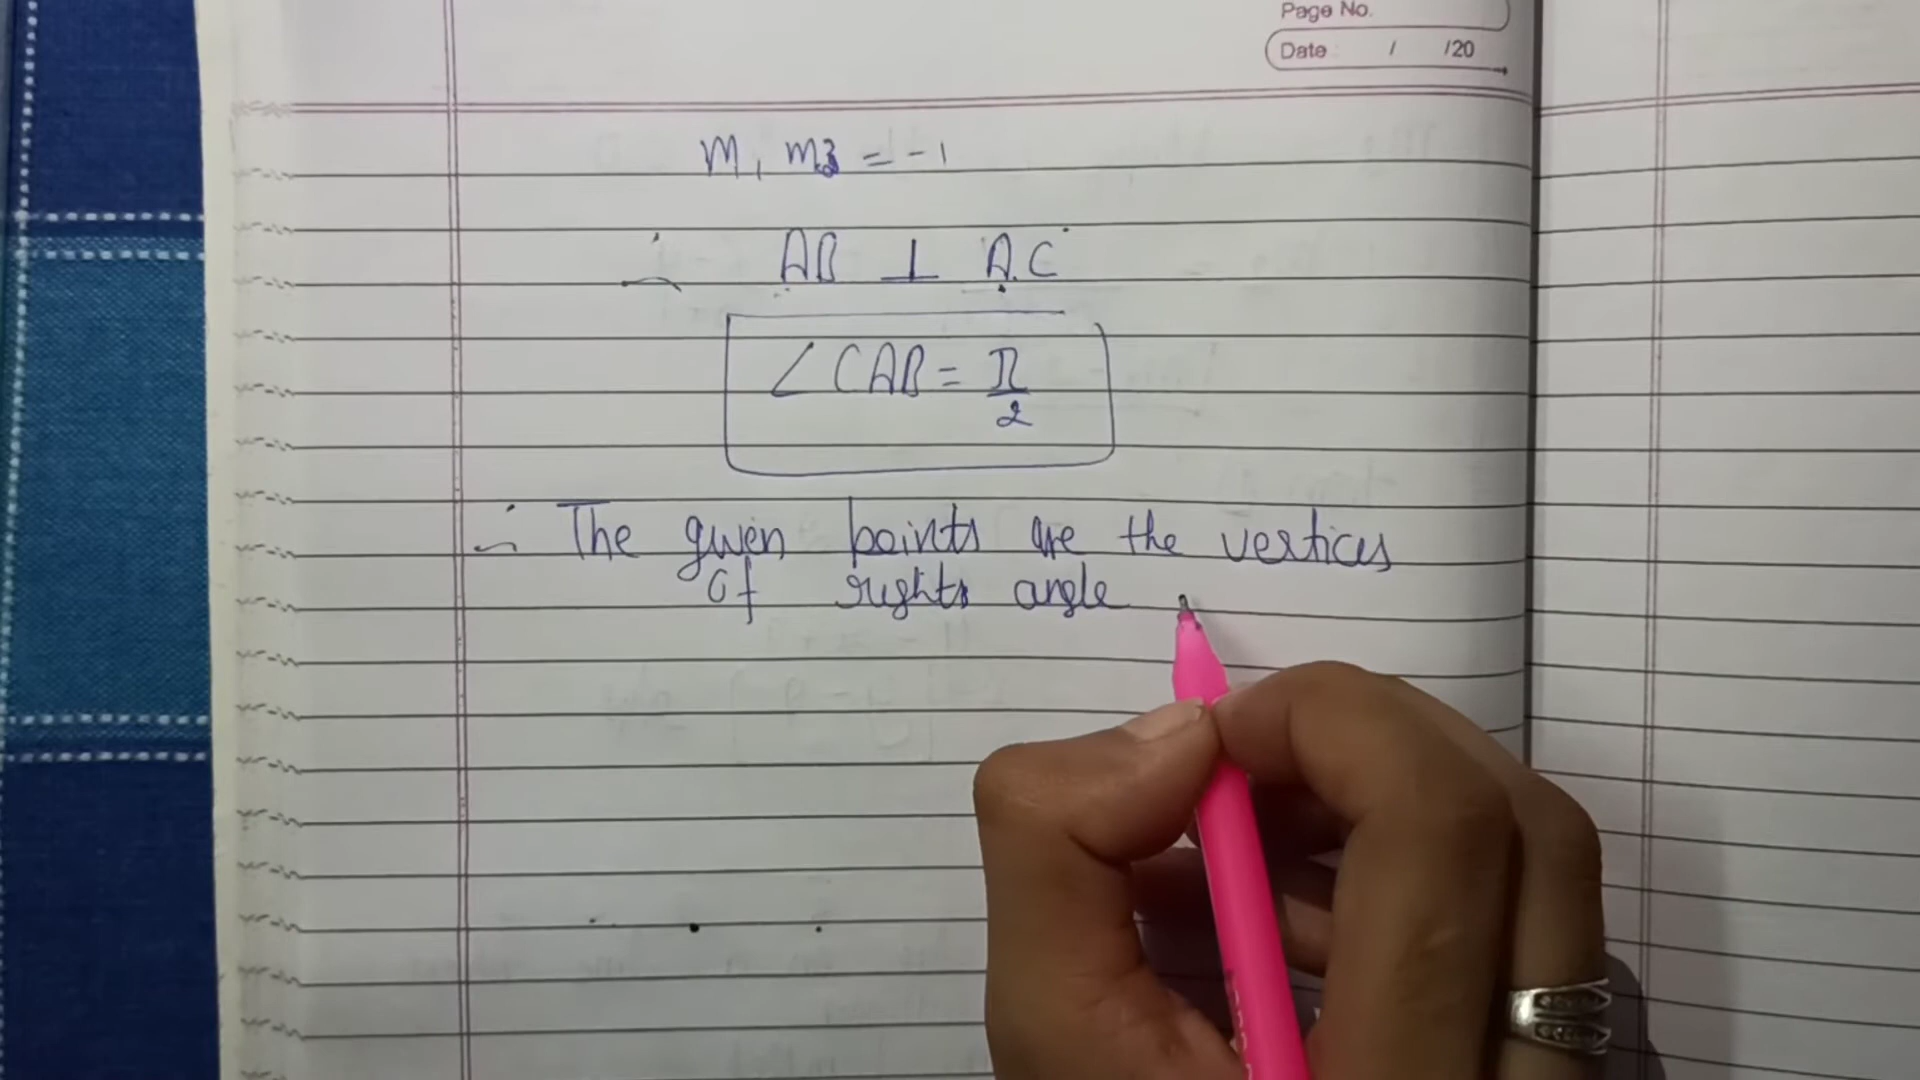 Page No.
Date / /20
m₁ m₃ = -1
∴ AB ⊥ AC
∠CAB = π/2
∴ The given points are the vertices
of rights angle